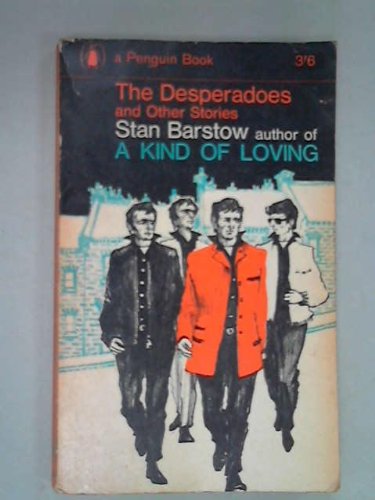 a Penguin Book 3'6
The Desperadoes
and Other Stories
Stan Barstow author of
A KIND OF LOVING